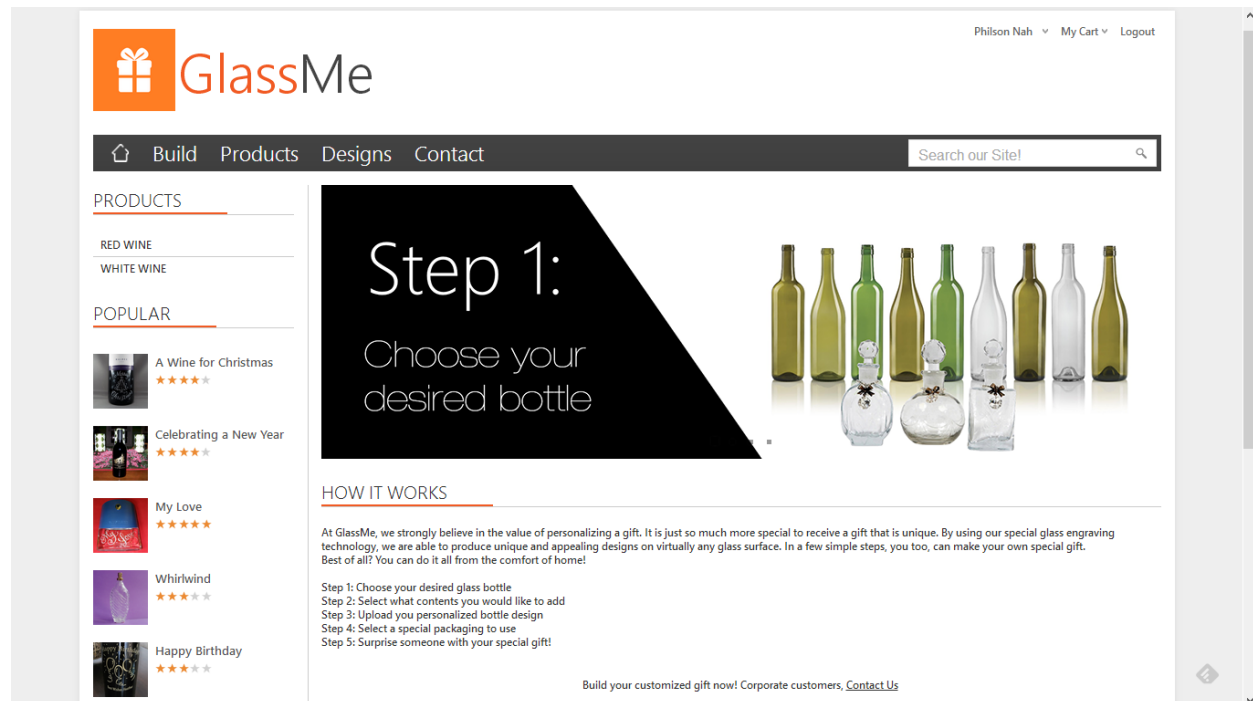 Philson Nah My Cart Logout
GlassMe
Build Products Designs Contact
Search our Site!
PRODUCTS
RED WINE
WHITE WINE
POPULAR
A Wine for Christmas
Celebrating a New Year
My Love
Whirlwind
Happy Birthday
Step 1:
Choose your
desired bottle
HOW IT WORKS
At GlassMe, we strongly believe in the value of personalizing a gift. It is just so much more special to receive a gift that is unique. By using our special glass engraving
technology, we are able to produce unique and appealing designs on virtually any glass surface. In a few simple steps, you too, can make your own special gift.
Best of all? You can do it all from the comfort of home!
Step 1: Choose your desired glass bottle
Step 2: Select what contents you would like to add
Step 3: Upload you personalized bottle design
Step 4: Select a special packaging to use
Step 5: Surprise someone with your special gift!
Build your customized gift now! Corporate customers, Contact Us